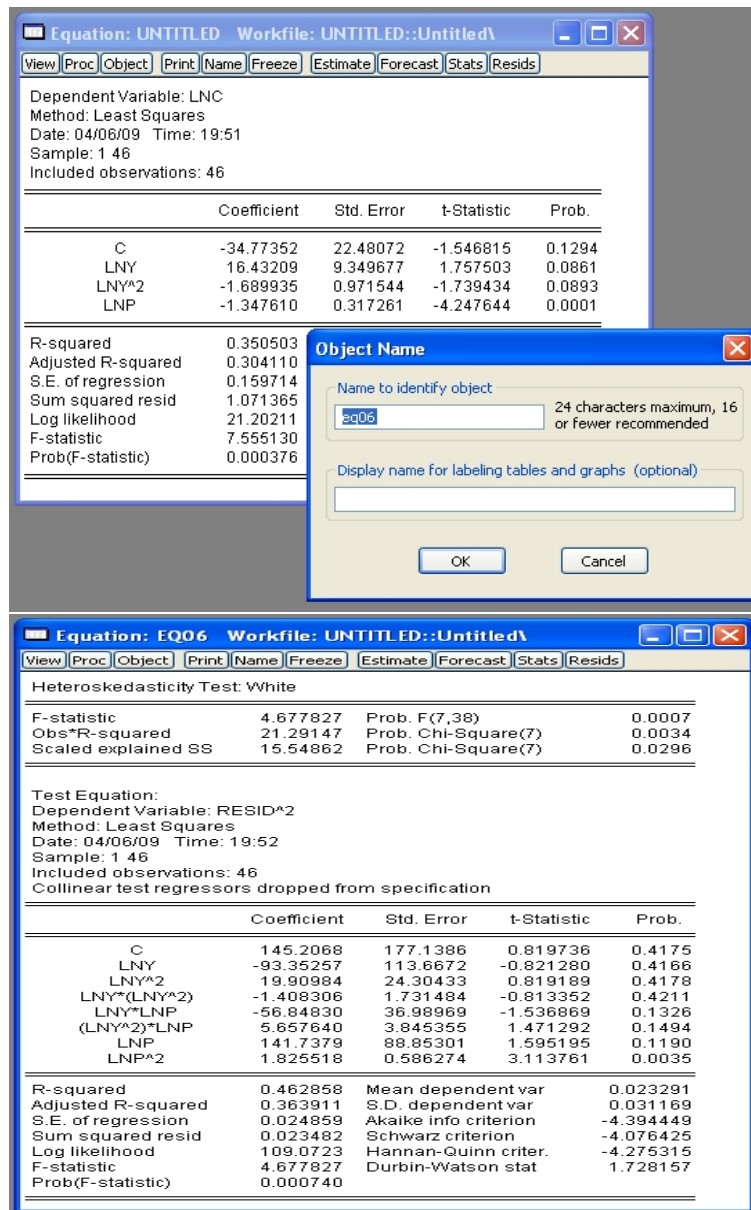 Equation: UNTITLED Workfile: UNTITLED::Untitled\
View Proc Object Print Name Freeze Estimate Forecast Stats Resids
Dependent Variable: LNC
Method: Least Squares
Date: 04/06/09 Time: 19:51
Sample: 1 46
Included observations: 46
Coefficient Std. Error t-Statistic Prob.
C -34.77352 22.48072 -1.546815 0.1294
LNY 16.43209 9.349677 1.757503 0.0861
LNY^2 -1.689935 0.971544 -1.739434 0.0893
LNP -1.347610 0.317261 -4.247644 0.0001
R-squared 0.350503
Adjusted R-squared 0.304110
S.E. of regression 0.159714
Sum squared resid 1.071365
Log likelihood 21.20211
F-statistic 7.555130
Prob(F-statistic) 0.000376
Object Name
Name to identify object
eq06
24 characters maximum, 16
or fewer recommended
Display name for labeling tables and graphs (optional)
OK Cancel
Equation: EQ06 Workfile: UNTITLED::Untitled\
View Proc Object Print Name Freeze Estimate Forecast Stats Resids
Heteroskedasticity Test: White
F-statistic 4.677827 Prob. F(7,38) 0.0007
Obs*R-squared 21.29147 Prob. Chi-Square(7) 0.0034
Scaled explained SS 15.54862 Prob. Chi-Square(7) 0.0296
Test Equation:
Dependent Variable: RESID^2
Method: Least Squares
Date: 04/06/09 Time: 19:52
Sample: 1 46
Included observations: 46
Collinear test regressors dropped from specification
Coefficient Std. Error t-Statistic Prob.
C 145.2068 177.1386 0.819736 0.4175
LNY -93.35257 113.6672 -0.821280 0.4166
LNY^2 19.90984 24.30433 0.819189 0.4178
LNY*(LNY^2) -1.408306 1.731484 -0.813352 0.4211
LNY*LNP -56.84830 36.98969 -1.536869 0.1326
(LNY^2)*LNP 5.657640 3.845355 1.471292 0.1494
LNP 141.7379 88.85301 1.595195 0.1190
LNP^2 1.825518 0.586274 3.113761 0.0035
R-squared 0.462858 Mean dependent var 0.023291
Adjusted R-squared 0.363911 S.D. dependent var 0.031169
S.E. of regression 0.024859 Akaike info criterion -4.394449
Sum squared resid 0.023482 Schwarz criterion -4.076425
Log likelihood 109.0723 Hannan-Quinn criter. -4.275315
F-statistic 4.677827 Durbin-Watson stat 1.728157
Prob(F-statistic) 0.000740